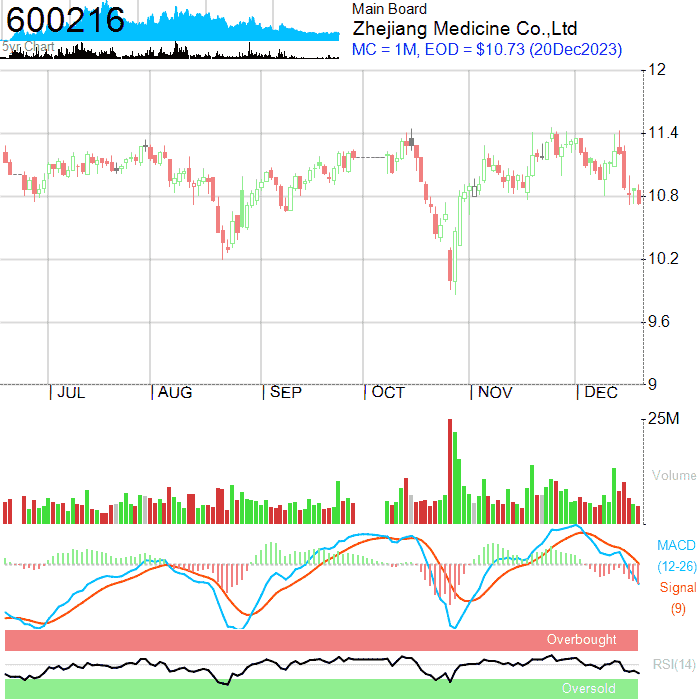 600216
5yr Chart
Main Board
Zhejiang Medicine Co.,Ltd
MC = 1M, EOD = $10.73 (20Dec2023)
12
11.4
10.8
10.2
9.6
9
JUL AUG SEP OCT NOV DEC
25M
Volume
MACD
(12-26)
Signal
(9)
Overbought
RSI(14)
Oversold